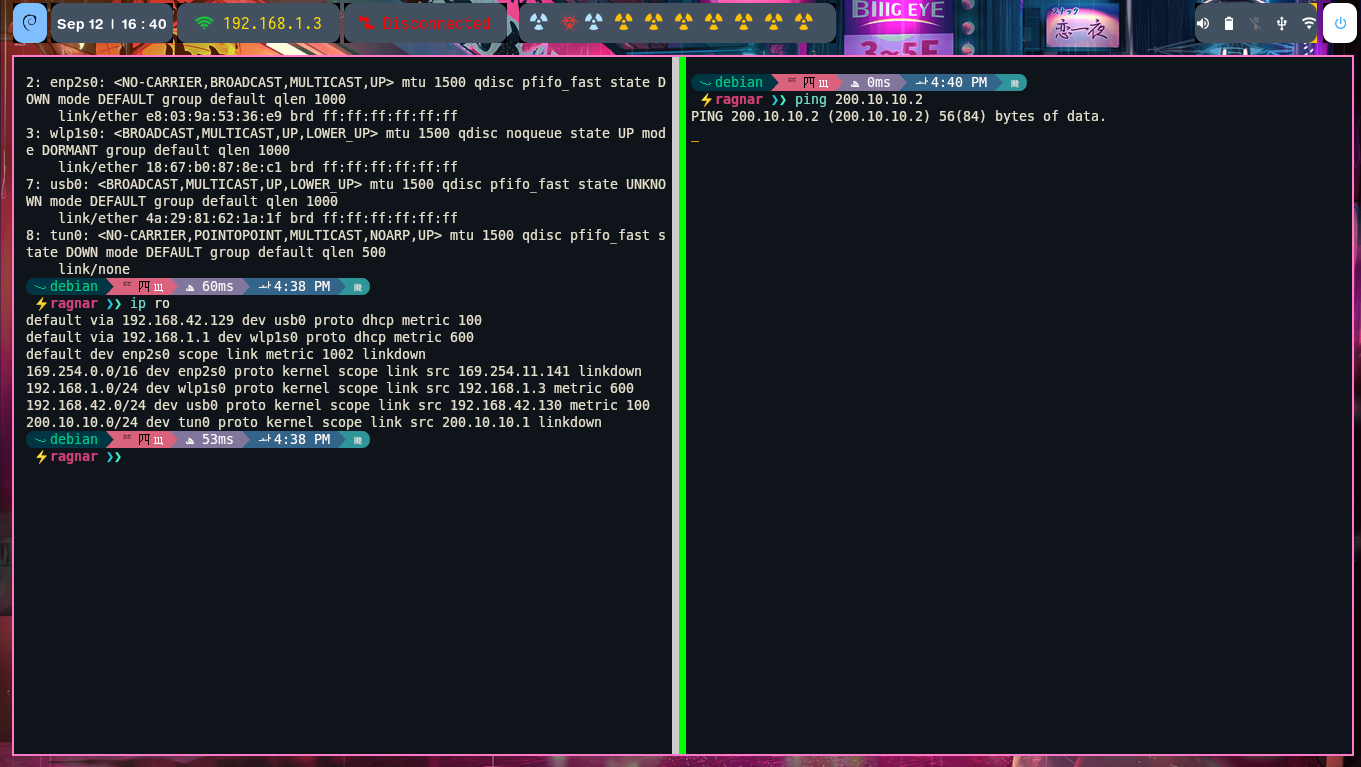 Sep 12 | 16:40
192.168.1.3
Disconnected
BIIIG EYE
3~5F
スナック
恋一夜
2: enp2s0: <NO-CARRIER,BROADCAST,MULTICAST,UP> mtu 1500 qdisc pfifo_fast state D
OWN mode DEFAULT group default qlen 1000
    link/ether e8:03:9a:53:36:e9 brd ff:ff:ff:ff:ff:ff
3: wlp1s0: <BROADCAST,MULTICAST,UP,LOWER_UP> mtu 1500 qdisc noqueue state UP mod
e DORMANT group default qlen 1000
    link/ether 18:67:b0:87:8e:c1 brd ff:ff:ff:ff:ff:ff
7: usb0: <BROADCAST,MULTICAST,UP,LOWER_UP> mtu 1500 qdisc pfifo_fast state UNKNO
WN mode DEFAULT group default qlen 1000
    link/ether 4a:29:81:62:1a:1f brd ff:ff:ff:ff:ff:ff
8: tun0: <NO-CARRIER,POINTOPOINT,MULTICAST,NOARP,UP> mtu 1500 qdisc pfifo_fast s
tate DOWN mode DEFAULT group default qlen 500
    link/none
debian 60ms 4:38 PM
⚡ragnar ❯❯ ip ro
default via 192.168.42.129 dev usb0 proto dhcp metric 100
default via 192.168.1.1 dev wlp1s0 proto dhcp metric 600
default dev enp2s0 scope link metric 1002 linkdown
169.254.0.0/16 dev enp2s0 proto kernel scope link src 169.254.11.141 linkdown
192.168.1.0/24 dev wlp1s0 proto kernel scope link src 192.168.1.3 metric 600
192.168.42.0/24 dev usb0 proto kernel scope link src 192.168.42.130 metric 100
200.10.10.0/24 dev tun0 proto kernel scope link src 200.10.10.1 linkdown
debian 53ms 4:38 PM
⚡ragnar ❯❯
debian 0ms 4:40 PM
⚡ragnar ❯❯ ping 200.10.10.2
PING 200.10.10.2 (200.10.10.2) 56(84) bytes of data.